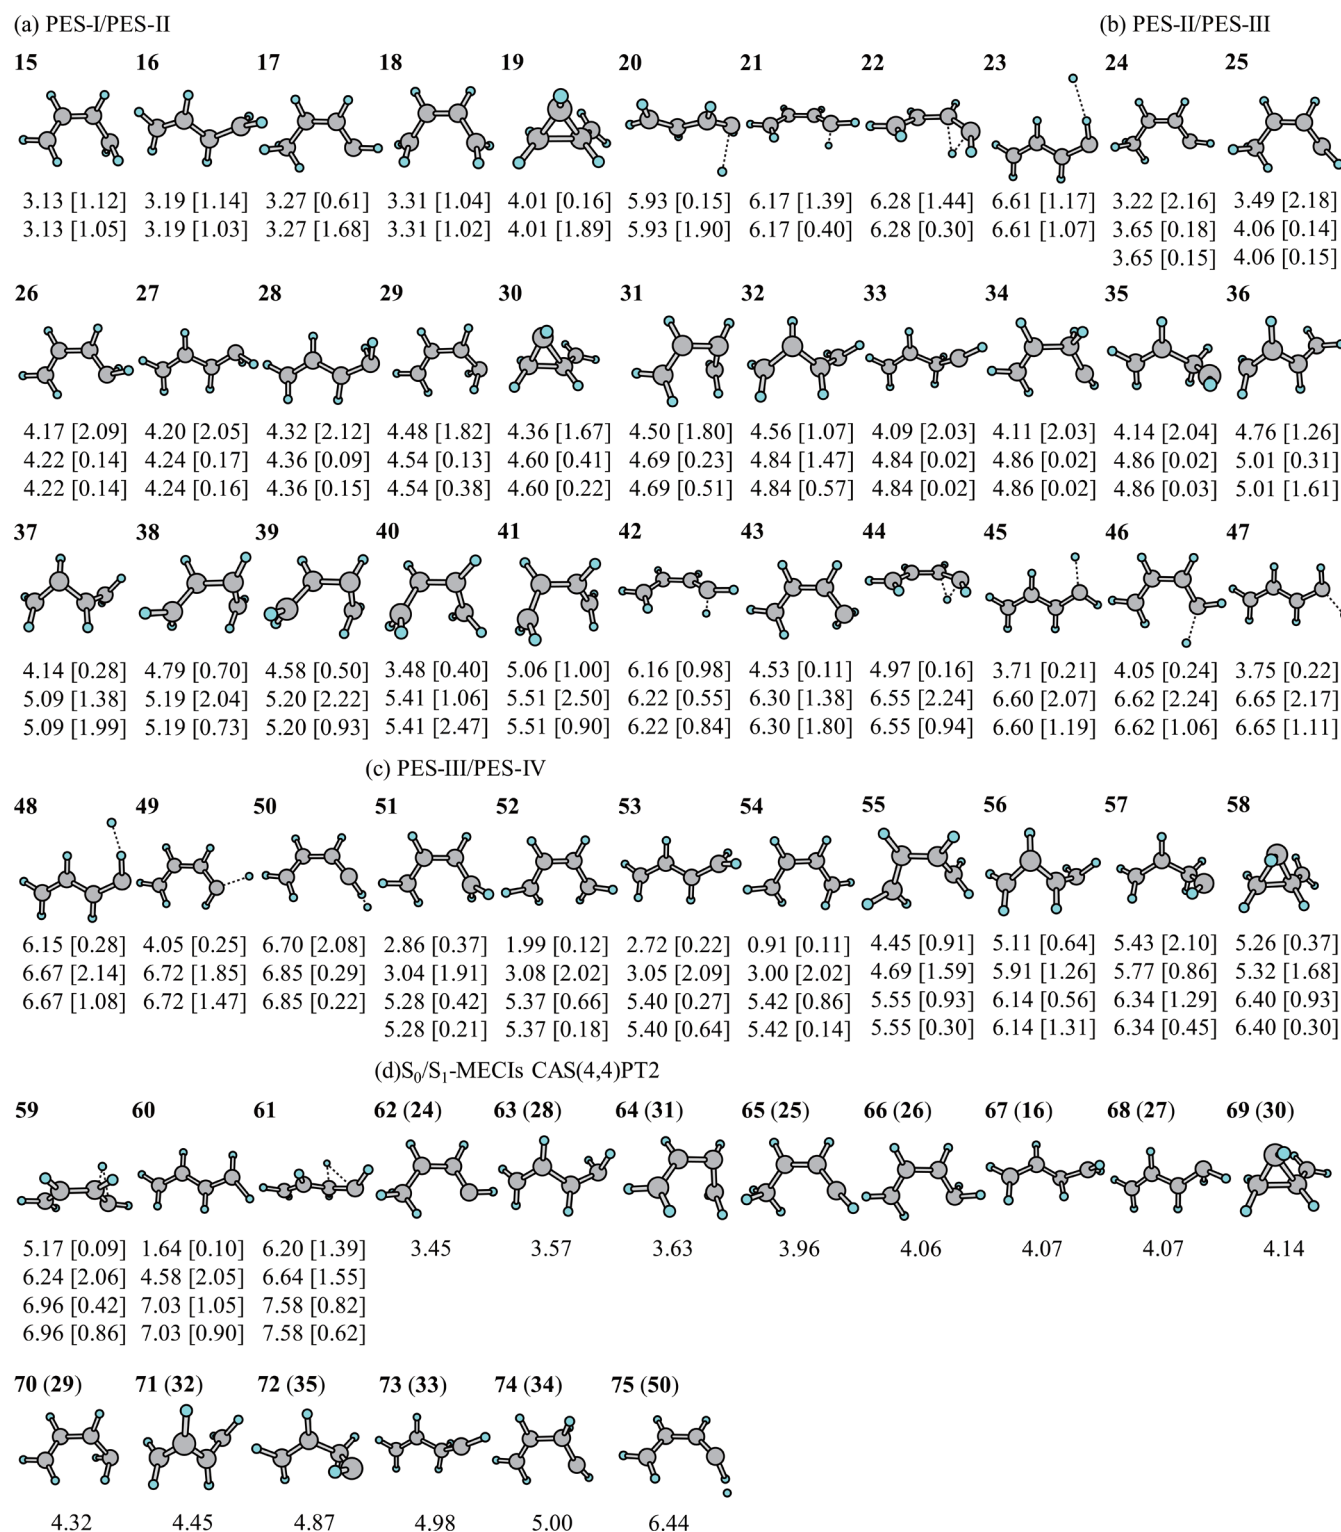 (a) PES-I/PES-II (b) PES-II/PES-III
15 16 17 18 19 20 21 22 23 24 25
3.13 [1.12] 3.19 [1.14] 3.27 [0.61] 3.31 [1.04] 4.01 [0.16] 5.93 [0.15] 6.17 [1.39] 6.28 [1.44] 6.61 [1.17] 3.22 [2.16] 3.49 [2.18]
3.13 [1.05] 3.19 [1.03] 3.27 [1.68] 3.31 [1.02] 4.01 [1.89] 5.93 [1.90] 6.17 [0.40] 6.28 [0.30] 6.61 [1.07] 3.65 [0.18] 4.06 [0.14]
3.65 [0.15] 4.06 [0.15]
26 27 28 29 30 31 32 33 34 35 36
4.17 [2.09] 4.20 [2.05] 4.32 [2.12] 4.48 [1.82] 4.36 [1.67] 4.50 [1.80] 4.56 [1.07] 4.09 [2.03] 4.11 [2.03] 4.14 [2.04] 4.76 [1.26]
4.22 [0.14] 4.24 [0.17] 4.36 [0.09] 4.54 [0.13] 4.60 [0.41] 4.69 [0.23] 4.84 [1.47] 4.84 [0.02] 4.86 [0.02] 4.86 [0.02] 5.01 [0.31]
4.22 [0.14] 4.24 [0.16] 4.36 [0.15] 4.54 [0.38] 4.60 [0.22] 4.69 [0.51] 4.84 [0.57] 4.84 [0.02] 4.86 [0.02] 4.86 [0.03] 5.01 [1.61]
37 38 39 40 41 42 43 44 45 46 47
4.14 [0.28] 4.79 [0.70] 4.58 [0.50] 3.48 [0.40] 5.06 [1.00] 6.16 [0.98] 4.53 [0.11] 4.97 [0.16] 3.71 [0.21] 4.05 [0.24] 3.75 [0.22]
5.09 [1.38] 5.19 [2.04] 5.20 [2.22] 5.41 [1.06] 5.51 [2.50] 6.22 [0.55] 6.30 [1.38] 6.55 [2.24] 6.60 [2.07] 6.62 [2.24] 6.65 [2.17]
5.09 [1.99] 5.19 [0.73] 5.20 [0.93] 5.41 [2.47] 5.51 [0.90] 6.22 [0.84] 6.30 [1.80] 6.55 [0.94] 6.60 [1.19] 6.62 [1.06] 6.65 [1.11]
(c) PES-III/PES-IV
48 49 50 51 52 53 54 55 56 57 58
6.15 [0.28] 4.05 [0.25] 6.70 [2.08] 2.86 [0.37] 1.99 [0.12] 2.72 [0.22] 0.91 [0.11] 4.45 [0.91] 5.11 [0.64] 5.43 [2.10] 5.26 [0.37]
6.67 [2.14] 6.72 [1.85] 6.85 [0.29] 3.04 [1.91] 3.08 [2.02] 3.05 [2.09] 3.00 [2.02] 4.69 [1.59] 5.91 [1.26] 5.77 [0.86] 5.32 [1.68]
6.67 [1.08] 6.72 [1.47] 6.85 [0.22] 5.28 [0.42] 5.37 [0.66] 5.40 [0.27] 5.42 [0.86] 5.55 [0.93] 6.14 [0.56] 6.34 [1.29] 6.40 [0.93]
5.28 [0.21] 5.37 [0.18] 5.40 [0.64] 5.42 [0.14] 5.55 [0.30] 6.14 [1.31] 6.34 [0.45] 6.40 [0.30]
(d)S₀/S₁-MECIs CAS(4,4)PT2
59 60 61 62 (24) 63 (28) 64 (31) 65 (25) 66 (26) 67 (16) 68 (27) 69 (30)
5.17 [0.09] 1.64 [0.10] 6.20 [1.39] 3.45 3.57 3.63 3.96 4.06 4.07 4.07 4.14
6.24 [2.06] 4.58 [2.05] 6.64 [1.55]
6.96 [0.42] 7.03 [1.05] 7.58 [0.82]
6.96 [0.86] 7.03 [0.90] 7.58 [0.62]
70 (29) 71 (32) 72 (35) 73 (33) 74 (34) 75 (50)
4.32 4.45 4.87 4.98 5.00 6.44